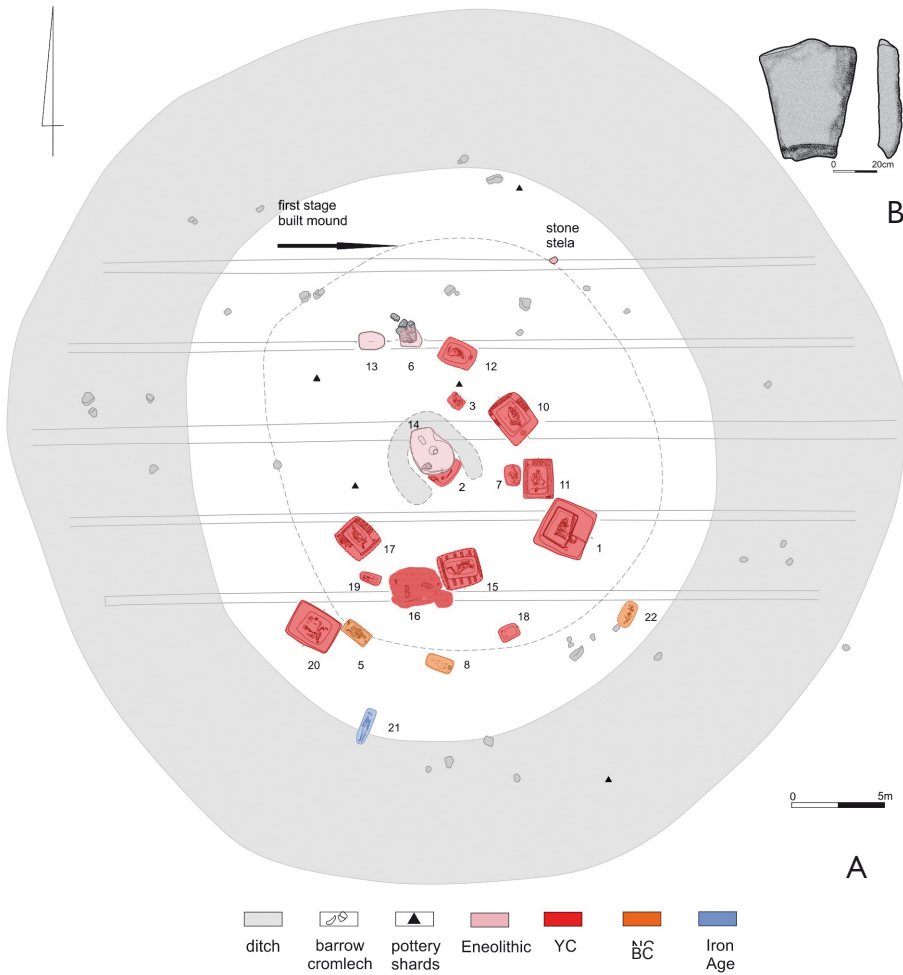 0 20cm
B
first stage
built mound
stone
stela
13
6
12
3
10
14
2
7
11
1
17
19
16
15
18
22
20
5
8
21
0 5m
A
ditch
barrow
cromlech
pottery
shards
Eneolithic
YC
BC
Iron
Age